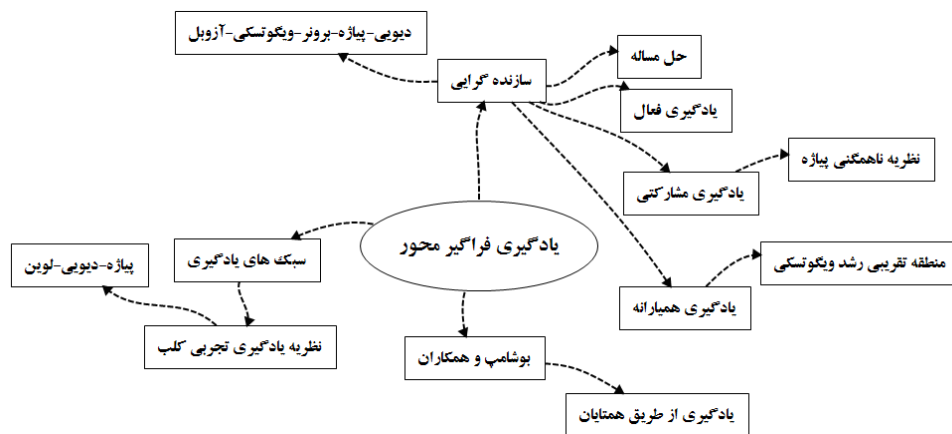 دیویی-پیاژه-برونر-ویگوتسکی-آزوبل
حل مساله
سازنده گرایی
یادگیری فعال
نظریه ناهمگنی پیاژه
یادگیری مشارکتی
یادگیری فراگیر محور
سبک های یادگیری
پیاژه-دیویی-لوین
منطقه تقریبی رشد ویگوتسکی
یادگیری همیارانه
نظریه یادگیری تجربی کلب
بوشامپ و همکاران
یادگیری از طریق همتایان